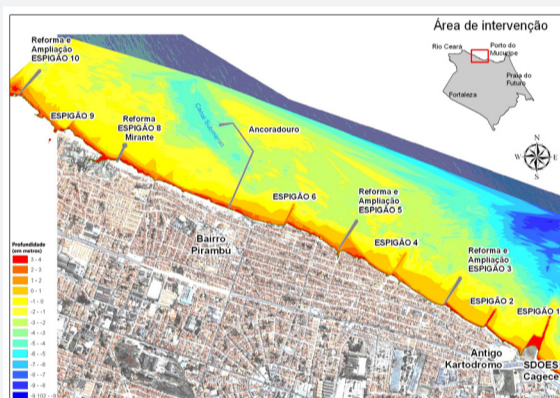 Área de intervenção
Rio Ceará
Porto do
Mucuripe
Praia do
Futuro
Fortaleza
N
W
E
S
Reforma e
Ampliação
ESPIGÃO 10
ESPIGÃO 9
Reforma
ESPIGÃO 8
Mirante
Ancoradouro
ESPIGÃO 6
Reforma e
Ampliação
ESPIGÃO 5
ESPIGÃO 4
Reforma e
Ampliação
ESPIGÃO 3
ESPIGÃO 2
ESPIGÃO 1
Bairro
Pirambú
Antigo
Kartodromo
SDOES
Cagece
Profundidade
(em metros)
3 - 4
2 - 3
1 - 2
0 - 1
-1 - 0
-2 - -1
-3 - -2
-4 - -3
-5 - -4
-6 - -5
-7 - -6
-8 - -7
-9 - -8